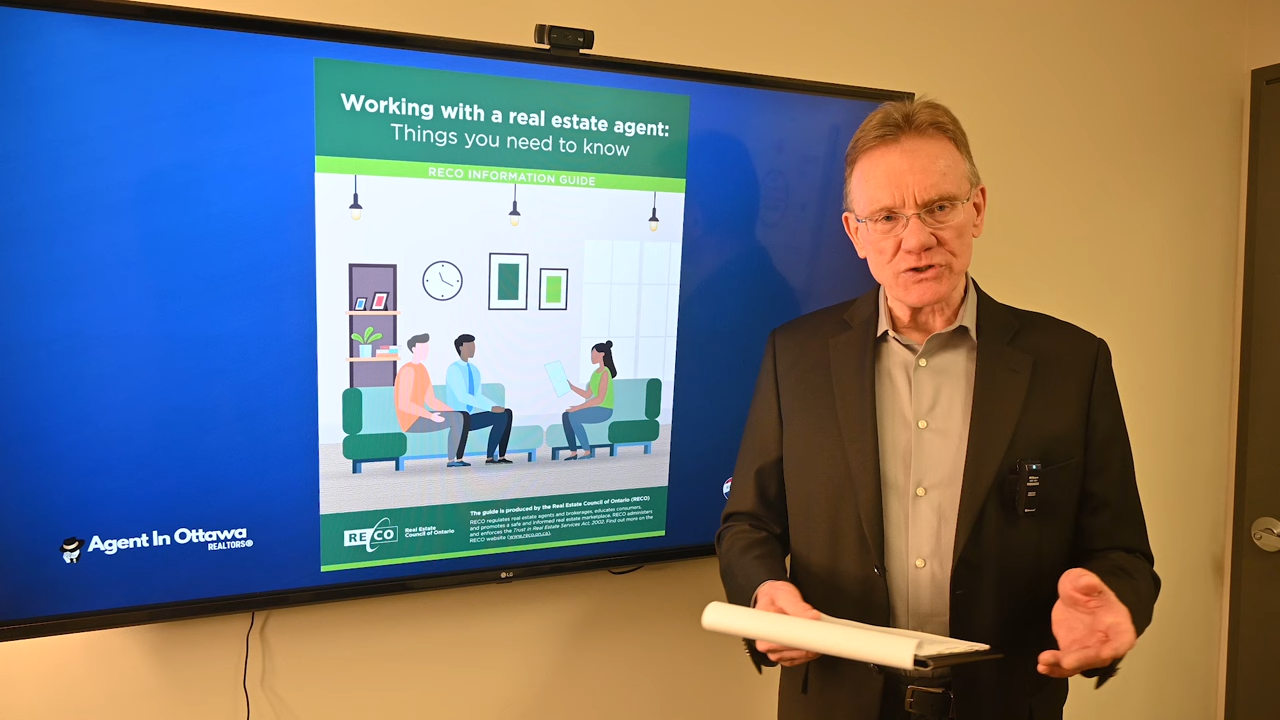 Working with a real estate agent:
Things you need to know
RECO INFORMATION GUIDE
The guide is produced by the Real Estate Council of Ontario (RECO)
RECO regulates real estate agents and brokerages, educates consumers,
and promotes a safe and informed real estate marketplace. RECO administers
and enforces the Trust in Real Estate Services Act, 2002. Find out more on the
RECO website (www.reco.on.ca).
RECO
Real Estate
Council of Ontario
Agent In Ottawa
REALTORS®
LG